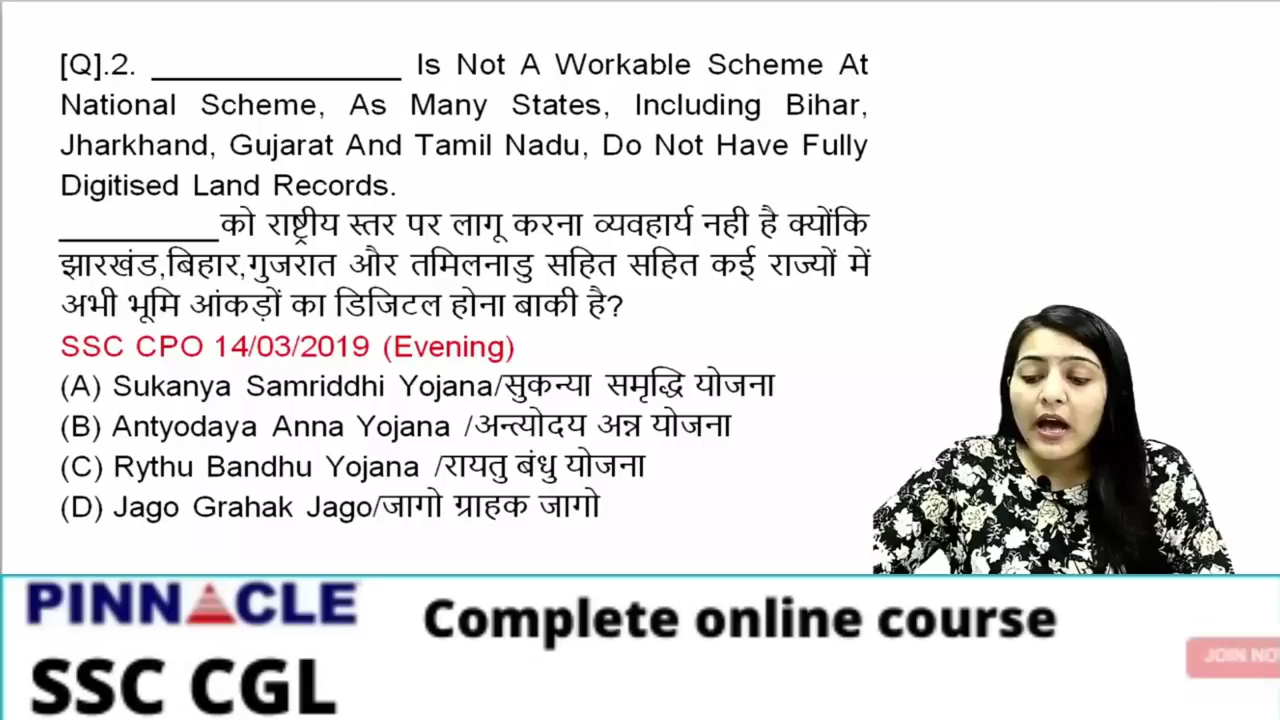 [Q].2. _______________ Is Not A Workable Scheme At
National Scheme, As Many States, Including Bihar,
Jharkhand, Gujarat And Tamil Nadu, Do Not Have Fully
Digitised Land Records.
__________को राष्ट्रीय स्तर पर लागू करना व्यवहार्य नही है क्योंकि
झारखंड,बिहार,गुजरात और तमिलनाडु सहित सहित कई राज्यों में
अभी भूमि आंकड़ों का डिजिटल होना बाकी है?
SSC CPO 14/03/2019 (Evening)
(A) Sukanya Samriddhi Yojana/सुकन्या समृद्धि योजना
(B) Antyodaya Anna Yojana /अन्त्योदय अन्न योजना
(C) Rythu Bandhu Yojana /रायतु बंधु योजना
(D) Jago Grahak Jago/जागो ग्राहक जागो
PINNACLE
Complete online course
SSC CGL
JOIN NO